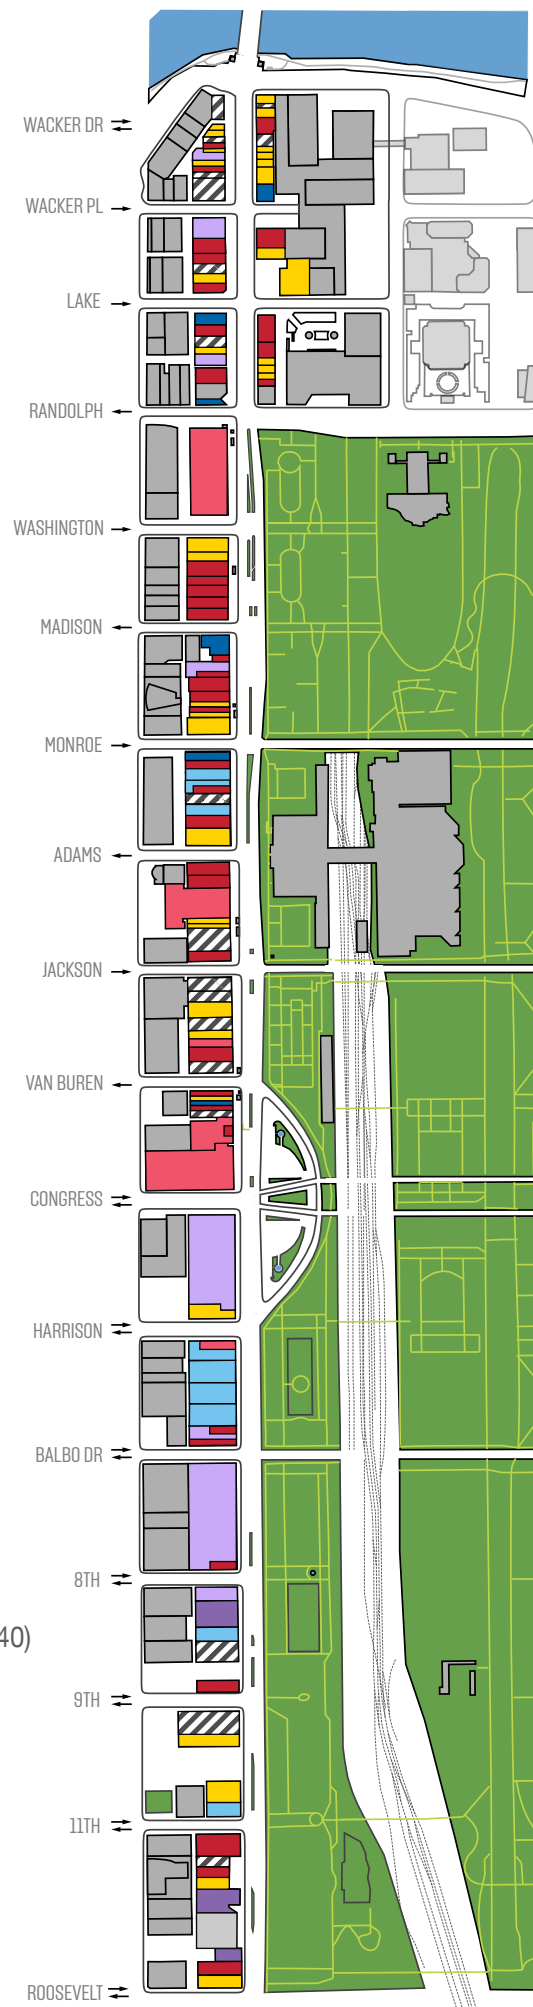 WACKER DR
WACKER PL
LAKE
RANDOLPH
WASHINGTON
MADISON
MONROE
ADAMS
JACKSON
VAN BUREN
CONGRESS
HARRISON
BALBO DR
8TH
40)
9TH
11TH
ROOSEVELT